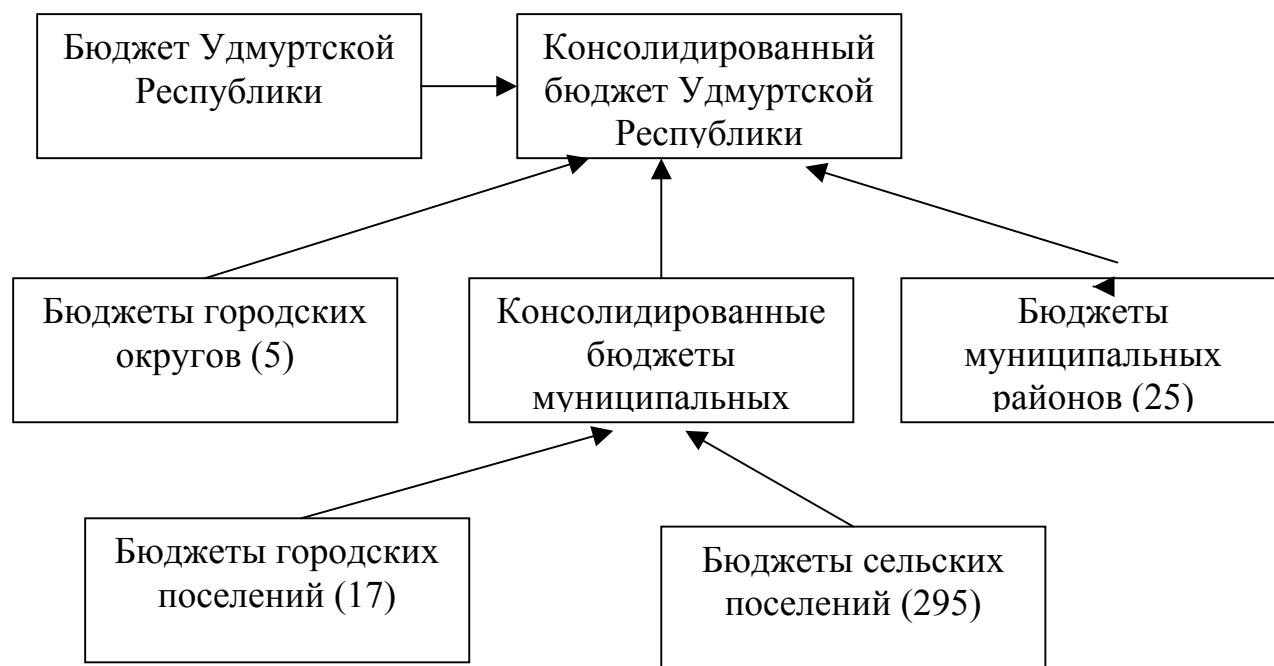 Бюджет Удмуртской
Республики
Консолидированный
бюджет Удмуртской
Республики
Бюджеты городских
округов (5)
Консолидированные
бюджеты
муниципальных
Бюджеты
муниципальных
районов (25)
Бюджеты городских
поселений (17)
Бюджеты сельских
поселений (295)